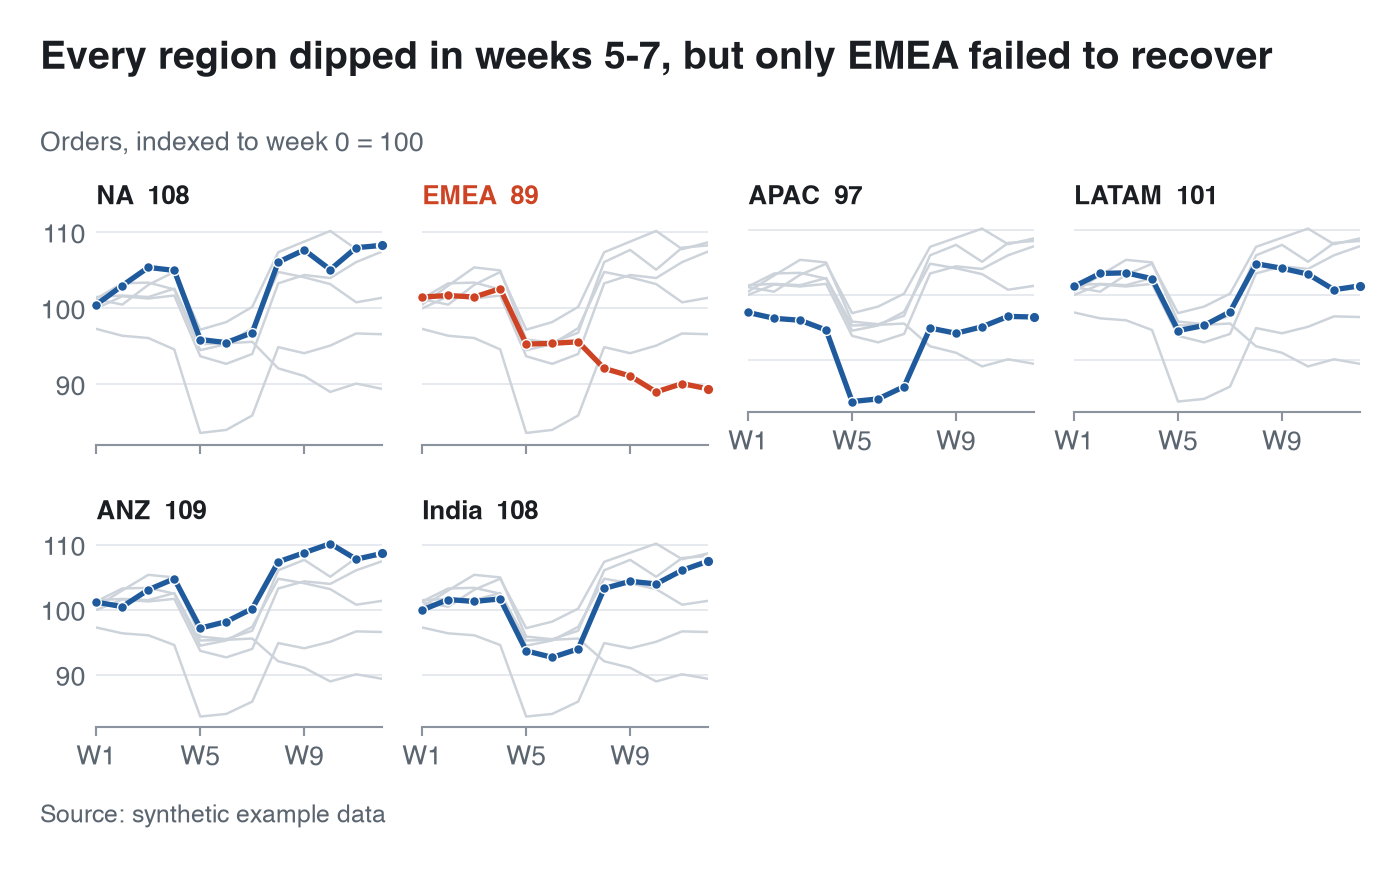 Every region dipped in weeks 5-7, but only EMEA failed to recover
Orders, indexed to week 0 = 100
NA 108
EMEA 89
APAC 97
LATAM 101
110
100
90
W1 W5 W9
W1 W5 W9
ANZ 109
India 108
110
100
90
W1 W5 W9
W1 W5 W9
Source: synthetic example data